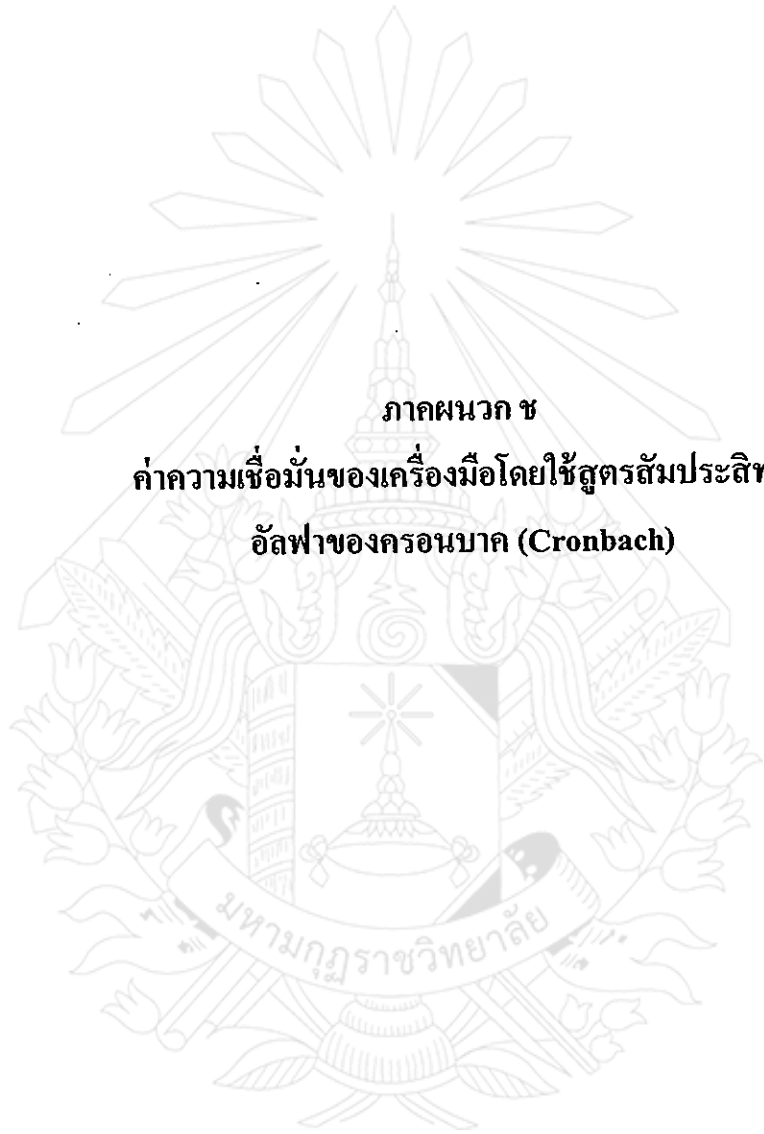 ภาคผนวก ช
ค่าความเชื่อมั่นของเครื่องมือโดยใช้สูตรสัมประสิท
อัลฟาของครอนบาค (Cronbach)
มหามกุฏราชวิทยาลัย